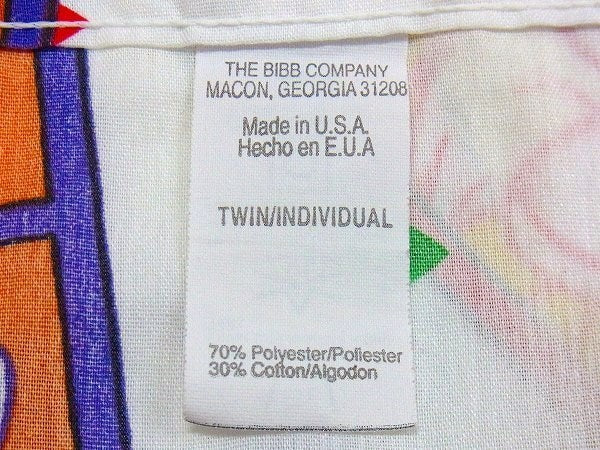 THE BIBB COMPANY
MACON, GEORGIA 31208
Made in U.S.A.
Hecho en E.U.A
TWIN/INDIVIDUAL
70% Polyester/Poliester
30% Cotton/Algodon